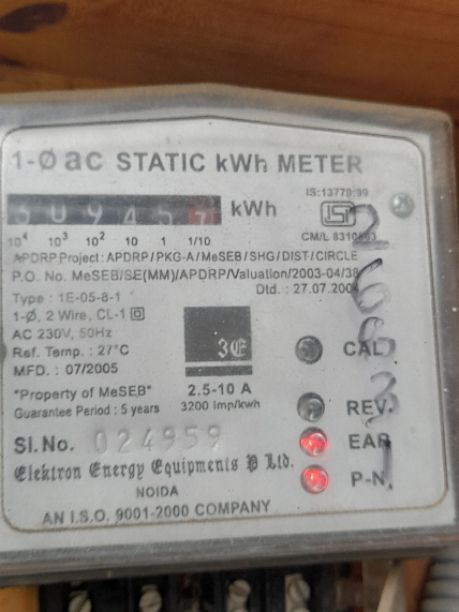 1-Ø ac STATIC kWh METER
IS:13779:99
309457 kWh
ISI
10⁴ 10³ 10² 10 1 1/10
CM/L 8310663
APDRP Project: APDRP/PKG-A/MeSEB/SHG/DIST/CIRCLE
P.O. No. MeSEB/SE(MM)/APDRP/Valuation/2003-04/38
Dtd. : 27.07.2004
Type : 1E-05-8-1
1-Ø, 2 Wire, CL-1
AC 230V, 50Hz
Ref. Temp. : 27°C
MFD. : 07/2005
3E
CAL
"Property of MeSEB"
2.5-10 A
Guarantee Period : 5 years
3200 imp/kwh
REV.
Sl.No. 024959
EAR
Elektron Energy Equipments P Ltd.
P-N
NOIDA
AN I.S.O. 9001-2000 COMPANY